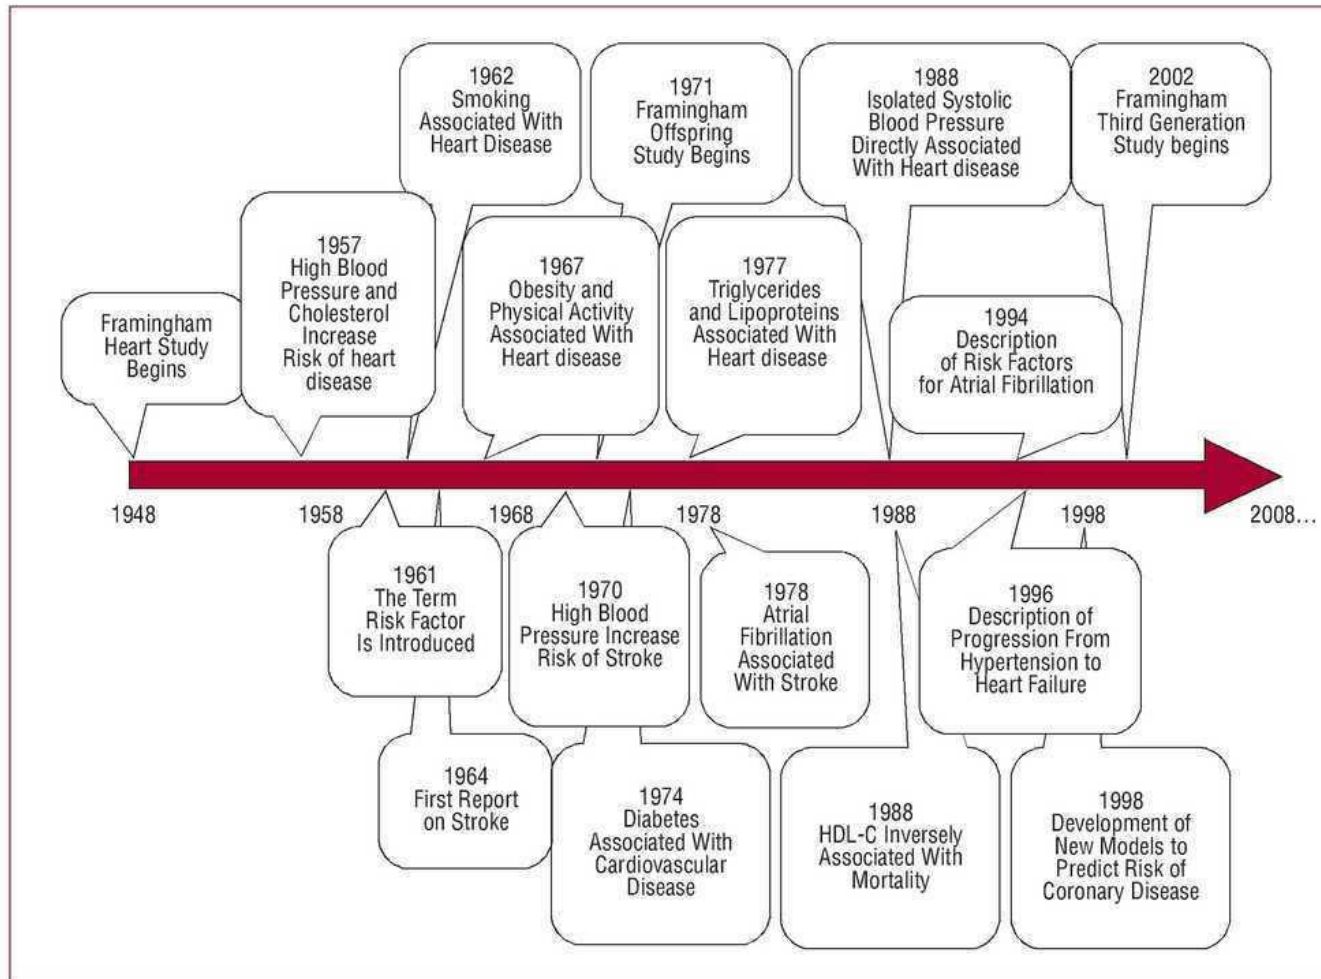 1962
Smoking
Associated With
Heart Disease
1971
Framingham
Offspring
Study Begins
1988
Isolated Systolic
Blood Pressure
Directly Associated
With Heart disease
2002
Framingham
Third Generation
Study begins
Framingham
Heart Study
Begins
1957
High Blood
Pressure and
Cholesterol
Increase
Risk of heart
disease
1967
Obesity and
Physical Activity
Associated With
Heart disease
1977
Triglycerides
and Lipoproteins
Associated With
Heart disease
1994
Description
of Risk Factors
for Atrial Fibrillation
1948
1958
1968
1978
1988
1998
2008...
1961
The Term
Risk Factor
Is Introduced
1970
High Blood
Pressure Increase
Risk of Stroke
1978
Atrial
Fibrillation
Associated
With Stroke
1996
Description of
Progression From
Hypertension to
Heart Failure
1964
First Report
on Stroke
1974
Diabetes
Associated With
Cardiovascular
Disease
1988
HDL-C Inversely
Associated With
Mortality
1998
Development of
New Models to
Predict Risk of
Coronary Disease